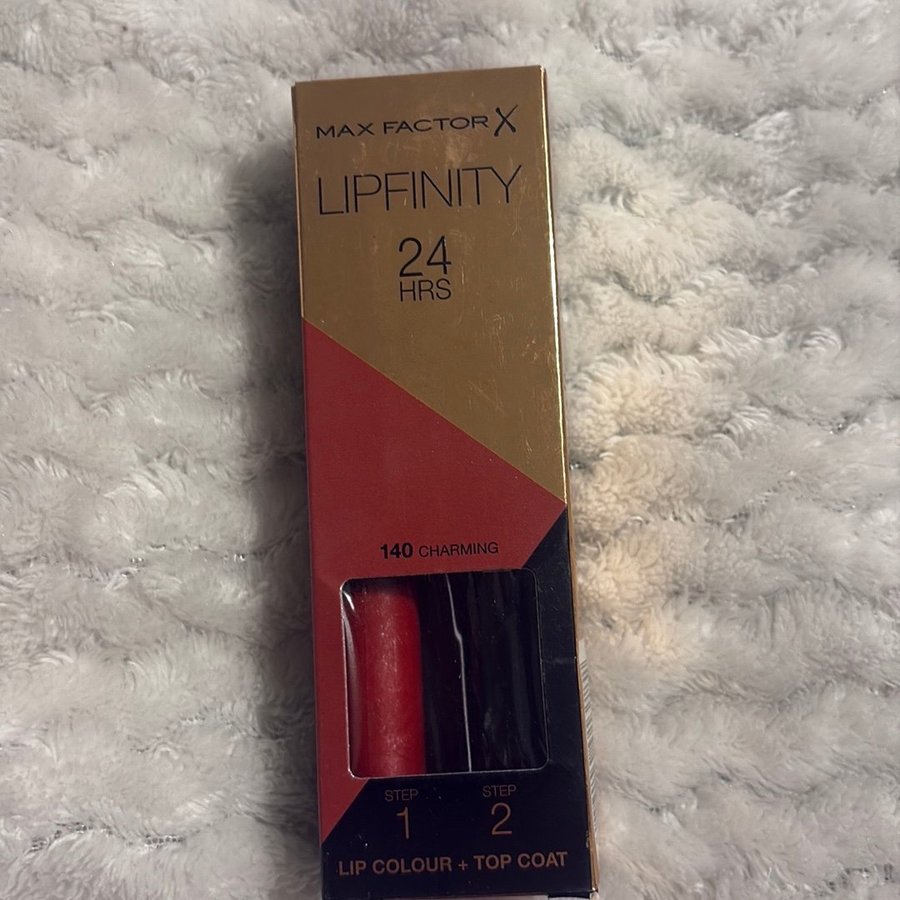 MAX FACTOR X
LIPFINITY
24
HRS
140 CHARMING
STEP STEP
1 2
LIP COLOUR + TOP COAT